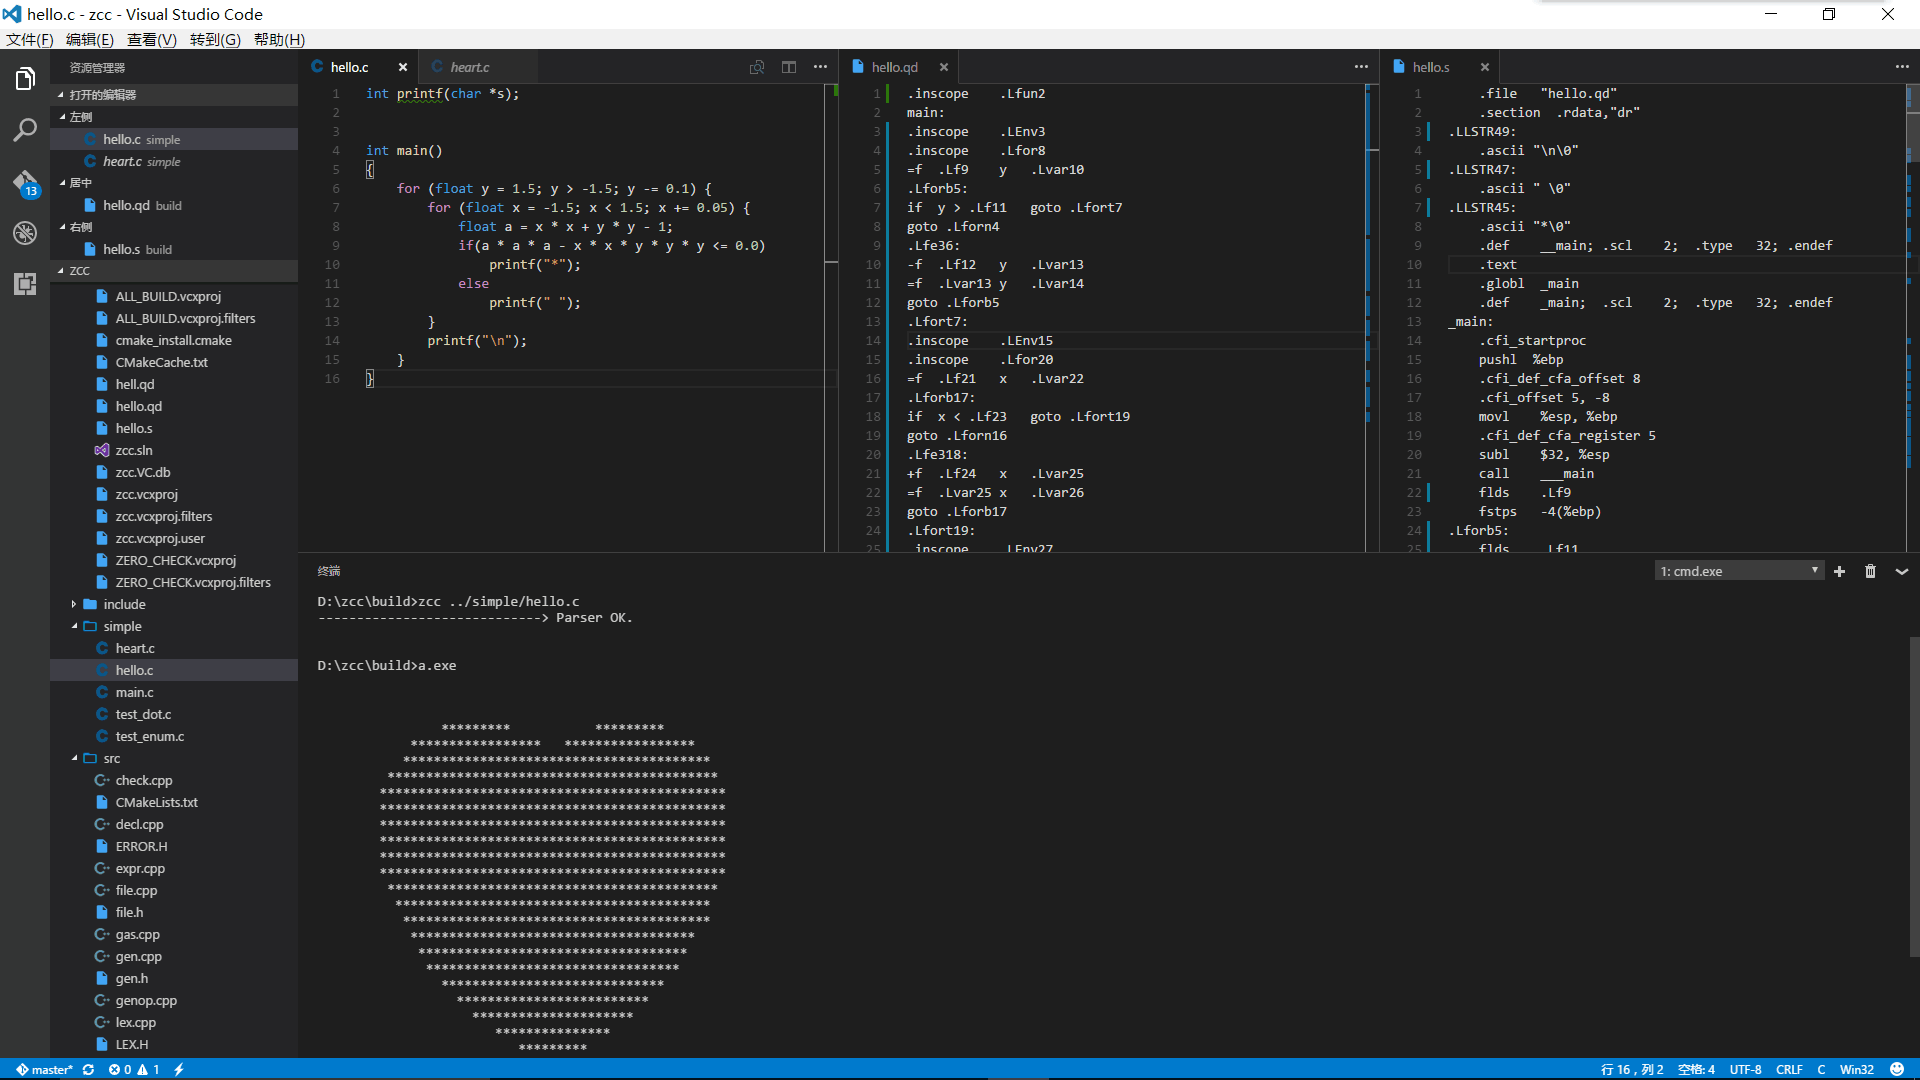 hello.c - zcc - Visual Studio Code
文件(F) 编辑(E) 查看(V) 转到(G) 帮助(H)
资源管理器
打开的编辑器
左侧
hello.c simple
heart.c simple
居中
hello.qd build
右侧
hello.s build
ZCC
ALL_BUILD.vcxproj
ALL_BUILD.vcxproj.filters
cmake_install.cmake
CMakeCache.txt
hell.qd
hello.qd
hello.s
zcc.sln
zcc.VC.db
zcc.vcxproj
zcc.vcxproj.filters
zcc.vcxproj.user
ZERO_CHECK.vcxproj
ZERO_CHECK.vcxproj.filters
include
simple
heart.c
hello.c
main.c
test_dot.c
test_enum.c
src
check.cpp
CMakeLists.txt
decl.cpp
ERROR.H
expr.cpp
file.cpp
file.h
gas.cpp
gen.cpp
gen.h
genop.cpp
lex.cpp
LEX.H
13
hello.c heart.c
1 int printf(char *s);
2
3
4 int main()
5 {
6 for (float y = 1.5; y > -1.5; y -= 0.1) {
7 for (float x = -1.5; x < 1.5; x += 0.05) {
8 float a = x * x + y * y - 1;
9 if(a * a * a - x * x * y * y * y <= 0.0)
10 printf("*");
11 else
12 printf(" ");
13 }
14 printf("\n");
15 }
16 }
hello.qd
1 .inscope .Lfun2
2 main:
3 .inscope .LEnv3
4 .inscope .Lfor8
5 =f .Lf9 y .Lvar10
6 .Lforb5:
7 if y > .Lf11 goto .Lfort7
8 goto .Lforn4
9 .Lfe36:
10 -f .Lf12 y .Lvar13
11 =f .Lvar13 y .Lvar14
12 goto .Lforb5
13 .Lfort7:
14 .inscope .LEnv15
15 .inscope .Lfor20
16 =f .Lf21 x .Lvar22
17 .Lforb17:
18 if x < .Lf23 goto .Lfort19
19 goto .Lforn16
20 .Lfe318:
21 +f .Lf24 x .Lvar25
22 =f .Lvar25 x .Lvar26
23 goto .Lforb17
24 .Lfort19:
25 .inscope .LEnv27
hello.s
1 .file "hello.qd"
2 .section .rdata,"dr"
3 .LLSTR49:
4 .ascii "\n\0"
5 .LLSTR47:
6 .ascii " \0"
7 .LLSTR45:
8 .ascii "*\0"
9 .def ___main; .scl 2; .type 32; .endef
10 .text
11 .globl _main
12 .def _main; .scl 2; .type 32; .endef
13 _main:
14 .cfi_startproc
15 pushl %ebp
16 .cfi_def_cfa_offset 8
17 .cfi_offset 5, -8
18 movl %esp, %ebp
19 .cfi_def_cfa_register 5
20 subl $32, %esp
21 call ___main
22 flds .Lf9
23 fstps -4(%ebp)
24 .Lforb5:
25 flds .Lf11
终端
1: cmd.exe
D:\zcc\build>zcc ../simple/hello.c
-----------------------------> Parser OK.
D:\zcc\build>a.exe
*********           *********
*****************   *****************
****************************************
*******************************************
*********************************************
*********************************************
*********************************************
*********************************************
*********************************************
*********************************************
*******************************************
*****************************************
****************************************
*************************************
***********************************
*********************************
*****************************
*************************
*********************
***************
*********
master* 0 1 行 16，列 2 空格: 4 UTF-8 CRLF C Win32